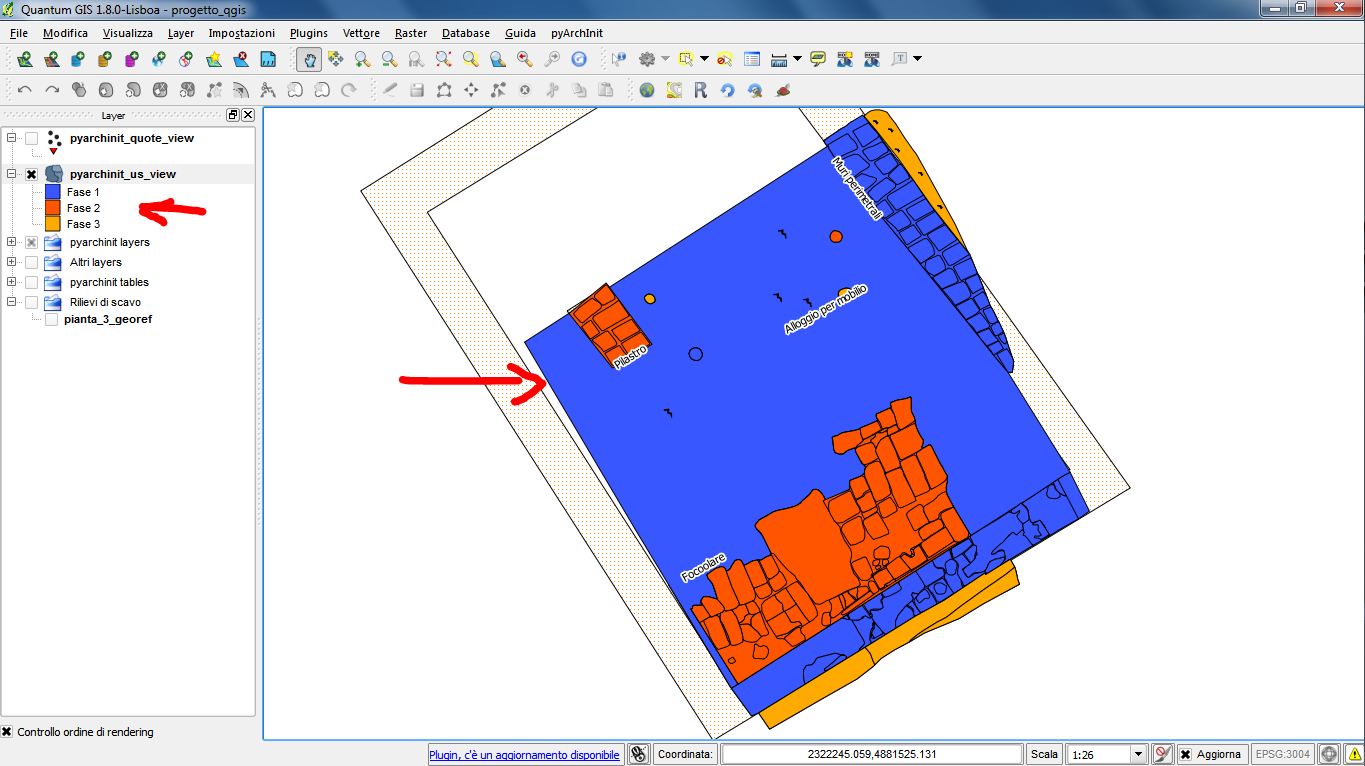 Quantum GIS 1.8.0-Lisboa - progetto_qgis
File Modifica Visualizza Layer Impostazioni Plugins Vettore Raster Database Guida pyArchInit
Layer
pyarchinit_quote_view
pyarchinit_us_view
Fase 1
Fase 2
Fase 3
pyarchinit layers
Altri layers
pyarchinit tables
Rilievi di scavo
pianta_3_georef
Controllo ordine di rendering
Muri perimetrali
Alloggio per mobilio
Pilastro
Focoolare
Plugin, c'è un aggiornamento disponibile Coordinata: 2322245.059,4881525.131 Scala 1:26 Aggiorna EPSG:3004